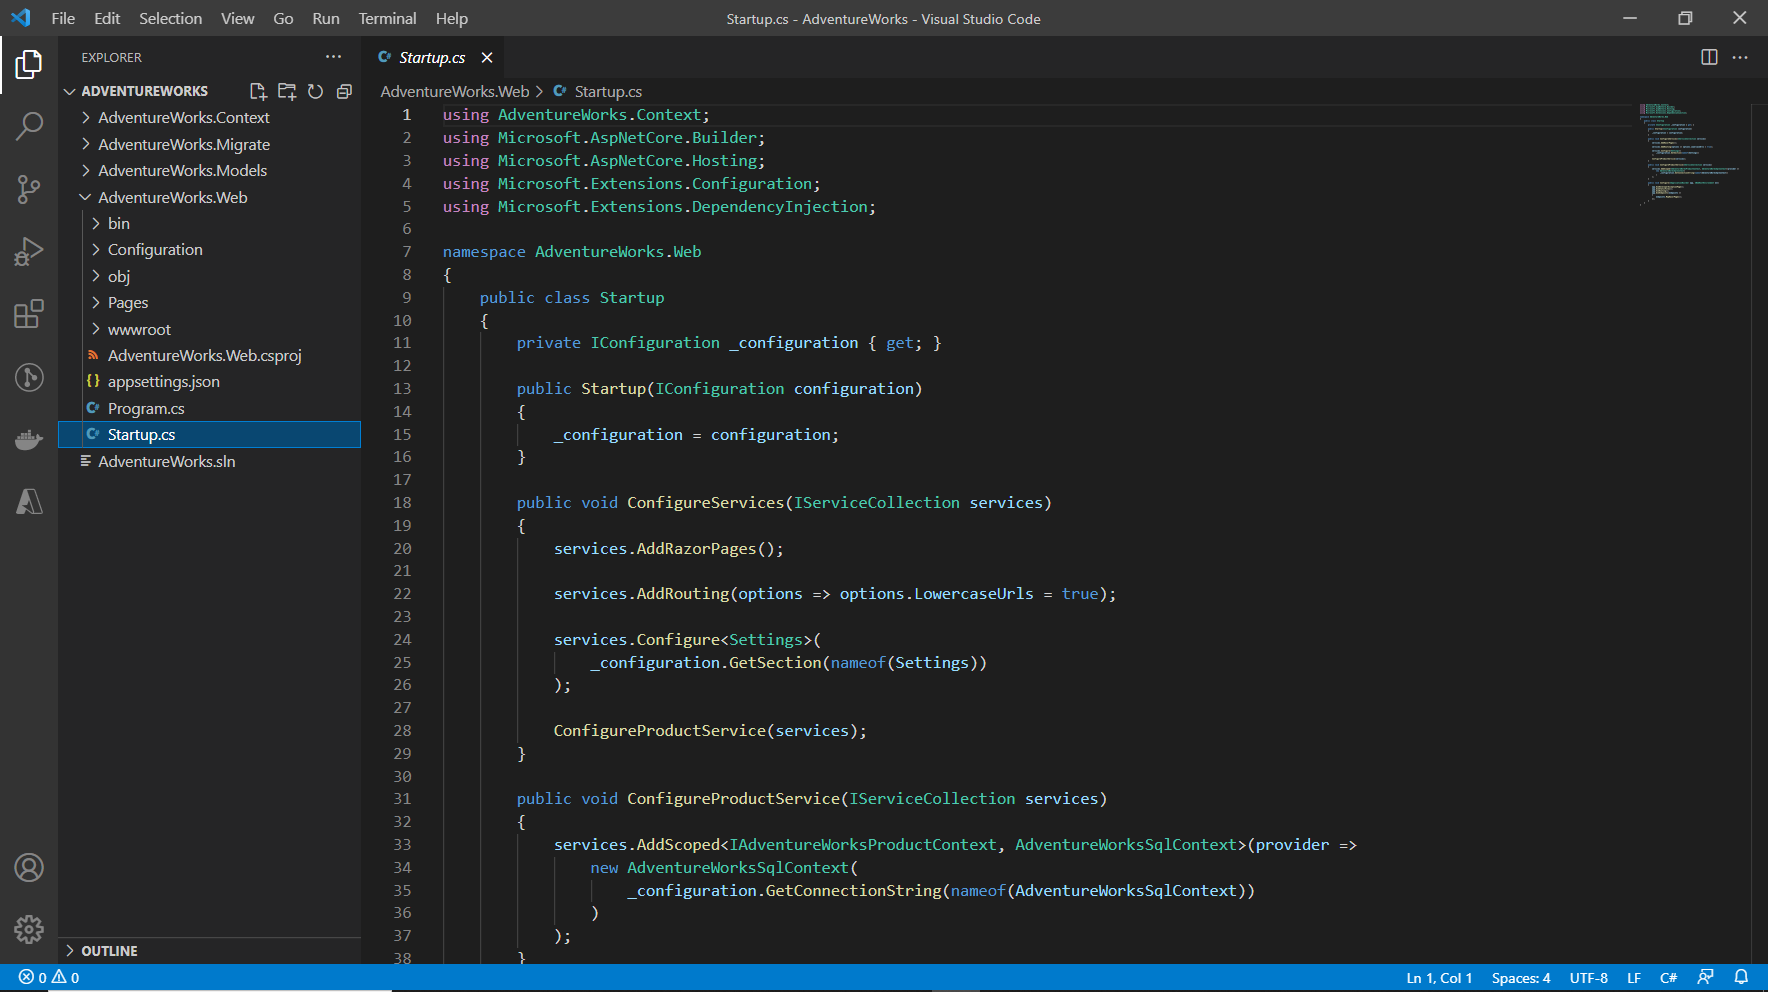 File Edit Selection View Go Run Terminal Help
Startup.cs - AdventureWorks - Visual Studio Code
EXPLORER
ADVENTUREWORKS
AdventureWorks.Context
AdventureWorks.Migrate
AdventureWorks.Models
AdventureWorks.Web
bin
Configuration
obj
Pages
wwwroot
AdventureWorks.Web.csproj
appsettings.json
Program.cs
Startup.cs
AdventureWorks.sln
OUTLINE
Startup.cs
AdventureWorks.Web > Startup.cs
1 using AdventureWorks.Context;
2 using Microsoft.AspNetCore.Builder;
3 using Microsoft.AspNetCore.Hosting;
4 using Microsoft.Extensions.Configuration;
5 using Microsoft.Extensions.DependencyInjection;
6
7 namespace AdventureWorks.Web
8 {
9     public class Startup
10     {
11         private IConfiguration _configuration { get; }
12
13         public Startup(IConfiguration configuration)
14         {
15             _configuration = configuration;
16         }
17
18         public void ConfigureServices(IServiceCollection services)
19         {
20             services.AddRazorPages();
21
22             services.AddRouting(options => options.LowercaseUrls = true);
23
24             services.Configure<Settings>(
25                 _configuration.GetSection(nameof(Settings))
26             );
27
28             ConfigureProductService(services);
29         }
30
31         public void ConfigureProductService(IServiceCollection services)
32         {
33             services.AddScoped<IAdventureWorksProductContext, AdventureWorksSqlContext>(provider =>
34                 new AdventureWorksSqlContext(
35                     _configuration.GetConnectionString(nameof(AdventureWorksSqlContext))
36                 )
37             );
38         }
0 0
Ln 1, Col 1 Spaces: 4 UTF-8 LF C#